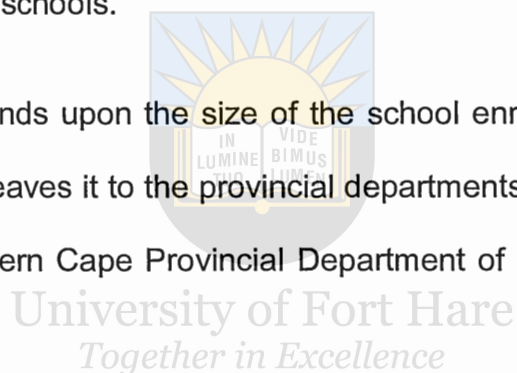 schools.
nds upon the size of the school enr
IN VIDE
LUMINE BIMUS
TUO LUMEN
eaves it to the provincial departments
ern Cape Provincial Department of
University of Fort Hare
Together in Excellence